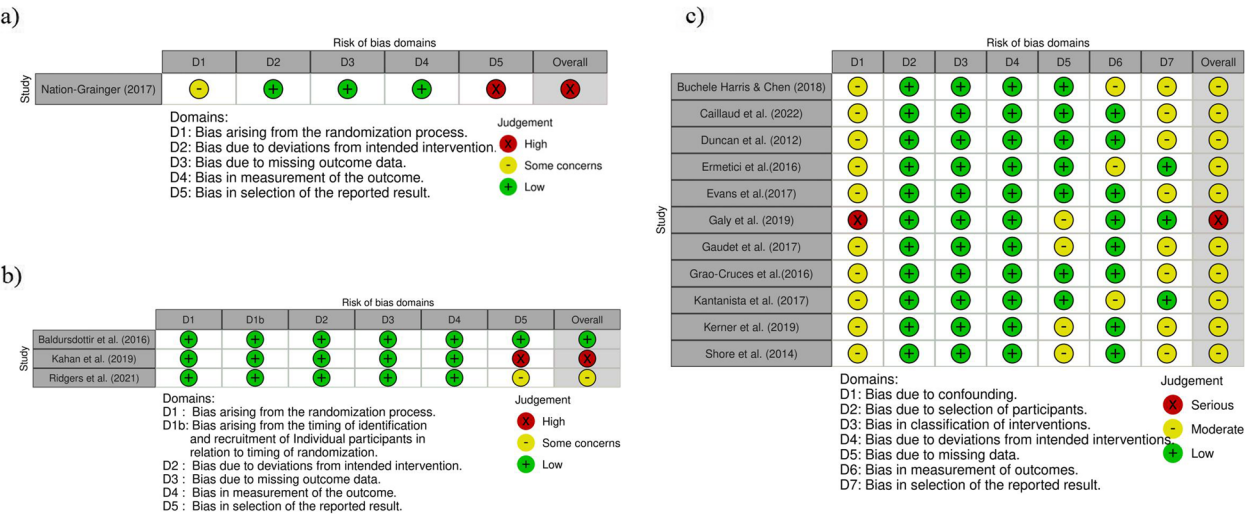 a)
Risk of bias domains
D1 D2 D3 D4 D5 Overall
Study
Nation-Grainger (2017) - + + + X X
Domains:
D1: Bias arising from the randomization process.
D2: Bias due to deviations from intended intervention.
D3: Bias due to missing outcome data.
D4: Bias in measurement of the outcome.
D5: Bias in selection of the reported result.
Judgement
X High
- Some concerns
+ Low
b)
Risk of bias domains
D1 D1b D2 D3 D4 D5 Overall
Study
Baldursdottir et al. (2016) + + + + + + +
Kahan et al. (2019) + + + + + X X
Ridgers et al. (2021) + + + + + - -
Domains:
D1 : Bias arising from the randomization process.
D1b: Bias arising from the timing of identification
and recruitment of Individual participants in
relation to timing of randomization.
D2 : Bias due to deviations from intended intervention.
D3 : Bias due to missing outcome data.
D4 : Bias in measurement of the outcome.
D5 : Bias in selection of the reported result.
Judgement
X High
- Some concerns
+ Low
c)
Risk of bias domains
D1 D2 D3 D4 D5 D6 D7 Overall
Study
Buchele Harris & Chen (2018) - + + + + - - -
Caillaud et al. (2022) - + + + + + - -
Duncan et al. (2012) - + + + + + - -
Ermetici et al.(2016) - + + + + - + -
Evans et al.(2017) - + + + + + - -
Galy et al. (2019) X + + + - + + X
Gaudet et al. (2017) - + + + - + - -
Grao-Cruces et al.(2016) - + + + + + - -
Kantanista et al. (2017) - + + + + - + -
Kerner et al. (2019) - + + + - + - -
Shore et al. (2014) - + + + - + - -
Domains:
D1: Bias due to confounding.
D2: Bias due to selection of participants.
D3: Bias in classification of interventions.
D4: Bias due to deviations from intended interventions.
D5: Bias due to missing data.
D6: Bias in measurement of outcomes.
D7: Bias in selection of the reported result.
Judgement
X Serious
- Moderate
+ Low